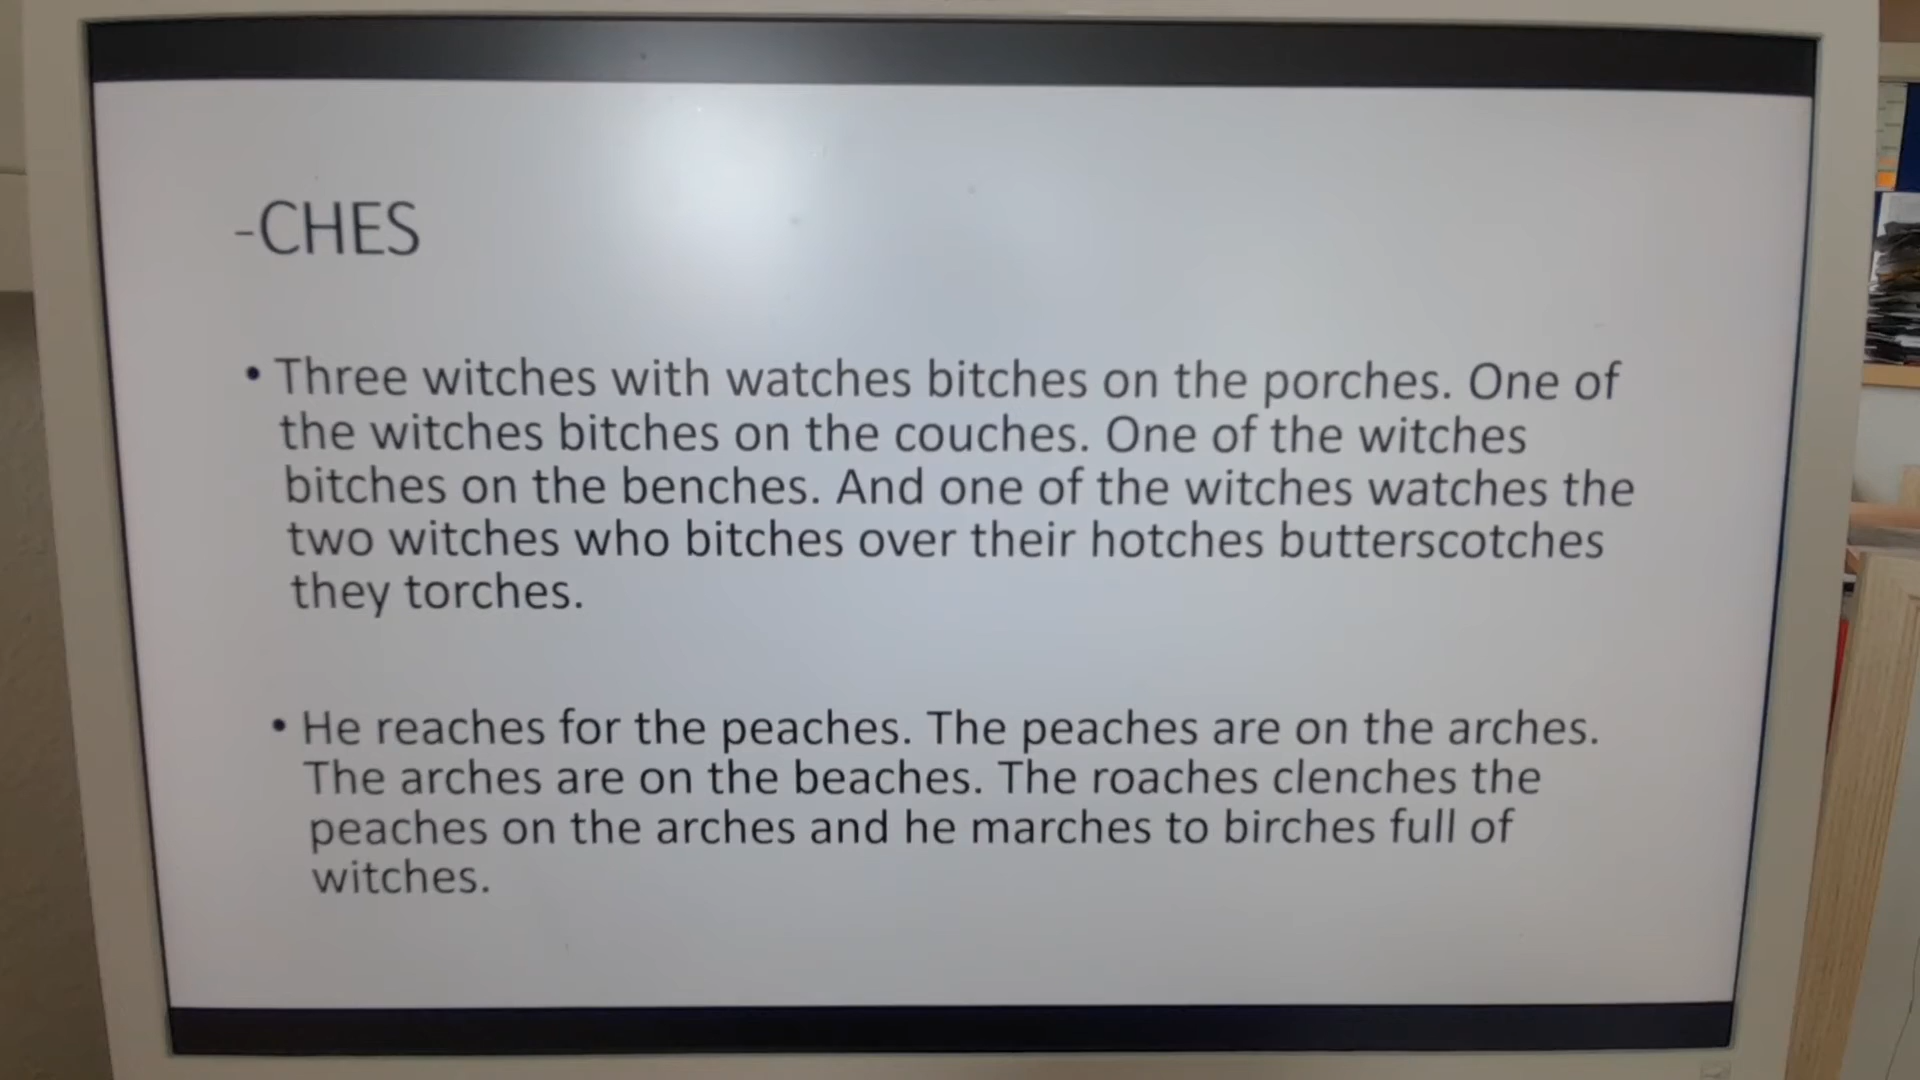 -CHES
• Three witches with watches bitches on the porches. One of
the witches bitches on the couches. One of the witches
bitches on the benches. And one of the witches watches the
two witches who bitches over their hotches butterscotches
they torches.
• He reaches for the peaches. The peaches are on the arches.
The arches are on the beaches. The roaches clenches the
peaches on the arches and he marches to birches full of
witches.